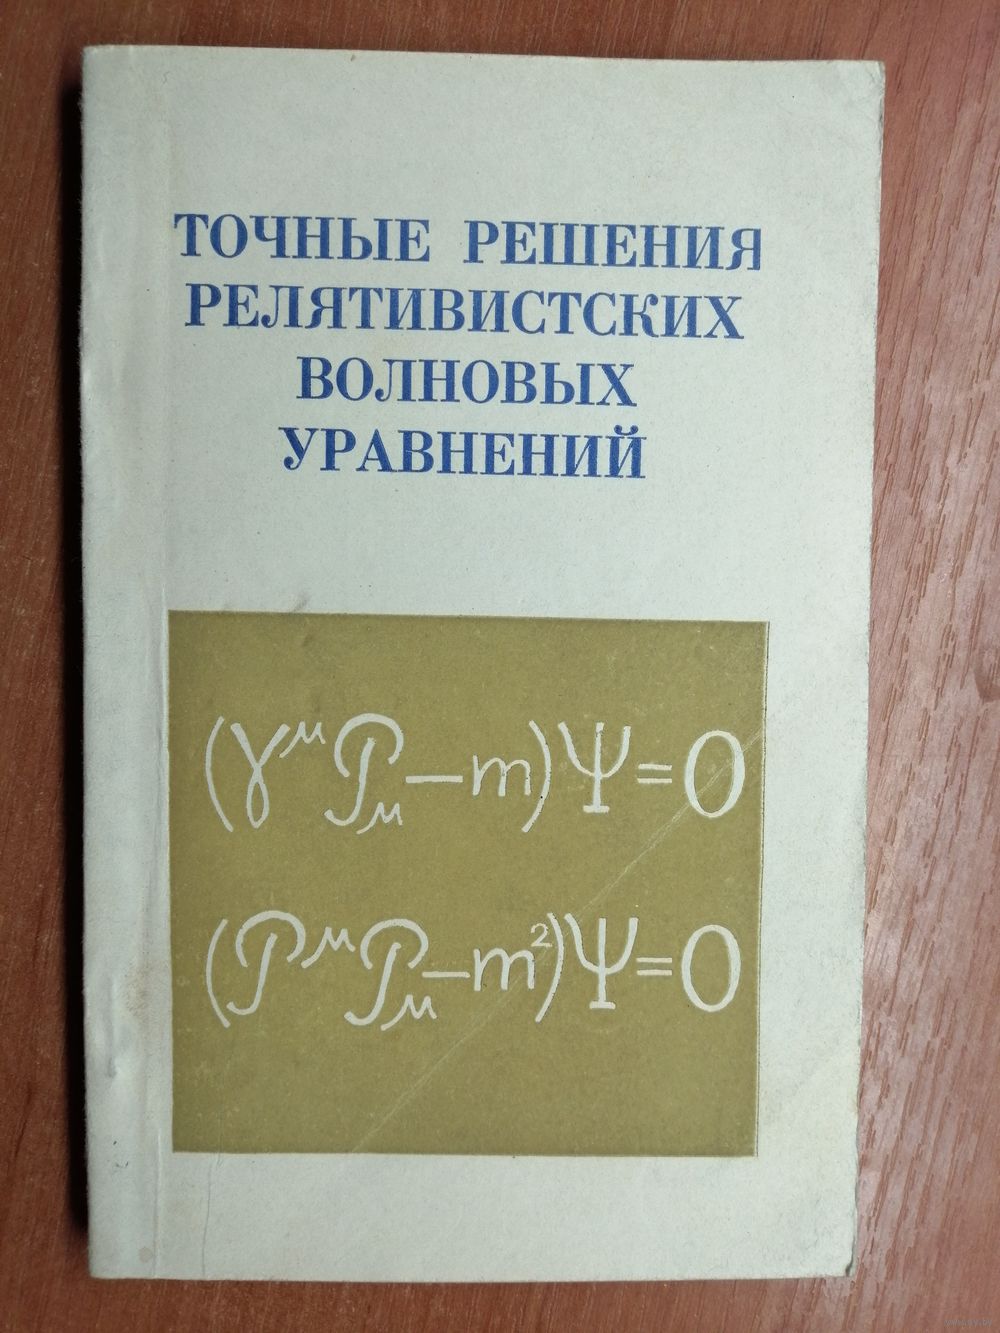 ТОЧНЫЕ РЕШЕНИЯ
РЕЛЯТИВИСТСКИХ
ВОЛНОВЫХ
УРАВНЕНИЙ
(γ^μ P_μ − m)Ψ = 0
(P^μ P_μ − m²)Ψ = 0